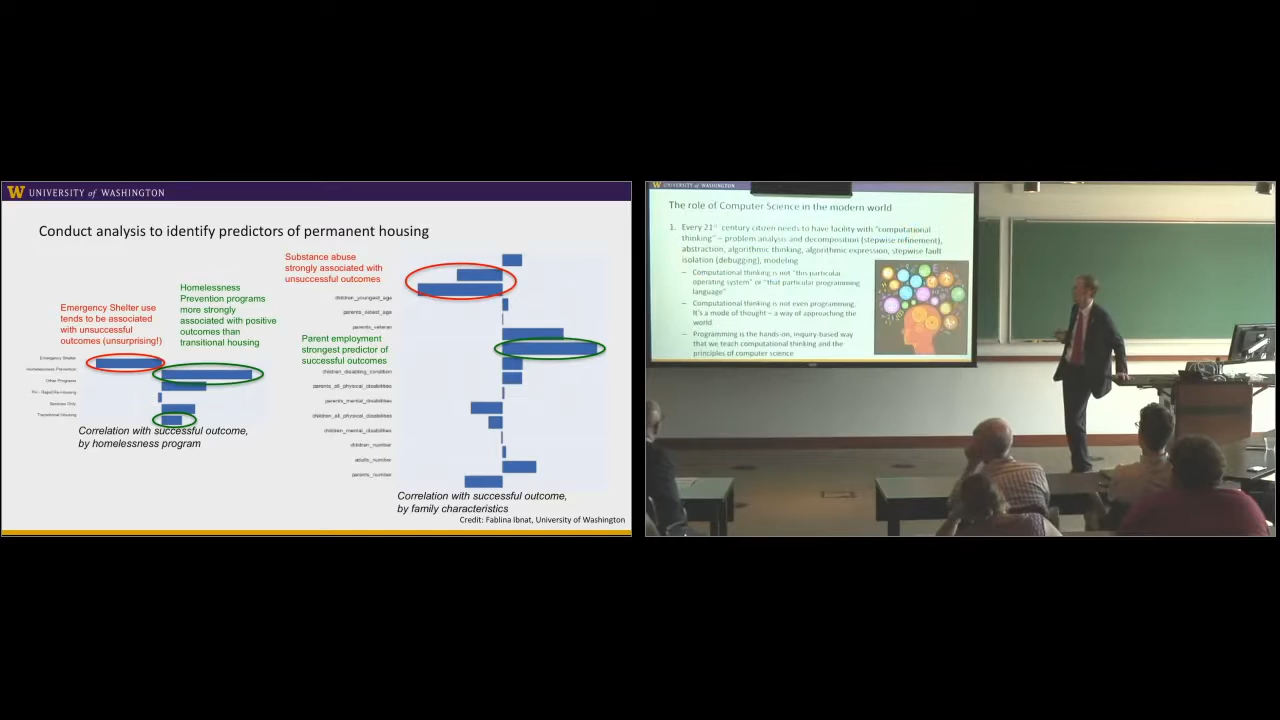 W UNIVERSITY of WASHINGTON
Conduct analysis to identify predictors of permanent housing
Emergency Shelter use
tends to be associated
with unsuccessful
outcomes (unsurprising!)
Homelessness
Prevention programs
more strongly
associated with positive
outcomes than
transitional housing
Emergency Shelter
Homelessness Prevention
Other Programs
PH - Rapid Re-Housing
Services Only
Transitional Housing
Correlation with successful outcome,
by homelessness program
Substance abuse
strongly associated with
unsuccessful outcomes
children_youngest_age
parents_oldest_age
parents_veteran
Parent employment
strongest predictor of
successful outcomes
children_disabling_condition
parents_all_physical_disabilities
parents_mental_disabilities
children_all_physical_disabilities
children_mental_disabilities
children_number
adults_number
parents_number
Correlation with successful outcome,
by family characteristics
Credit: Fablina Ibnat, University of Washington
W UNIVERSITY of WASHINGTON
The role of Computer Science in the modern world
1. Every 21st century citizen needs to have facility with "computational
thinking" – problem analysis and decomposition (stepwise refinement),
abstraction, algorithmic thinking, algorithmic expression, stepwise fault
isolation (debugging), modeling
– Computational thinking is not "this particular
operating system" or "that particular programming
language"
– Computational thinking is not even programming.
It's a mode of thought – a way of approaching the
world
– Programming is the hands-on, inquiry-based way
that we teach computational thinking and the
principles of computer science